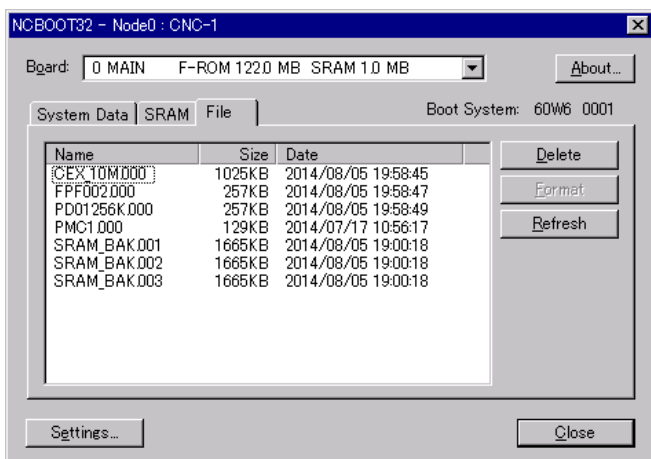 NCBOOT32 - Node0 : CNC-1
Board: 0 MAIN F-ROM 122.0 MB SRAM 1.0 MB About...
System Data SRAM File Boot System: 60W6 0001
Name Size Date Delete
CEX_10M.000 1025KB 2014/08/05 19:58:45
FPF002.000 257KB 2014/08/05 19:58:47 Format
PD01256K.000 257KB 2014/08/05 19:58:49
PMC1.000 129KB 2014/07/17 10:56:17 Refresh
SRAM_BAK.001 1665KB 2014/08/05 19:00:18
SRAM_BAK.002 1665KB 2014/08/05 19:00:18
SRAM_BAK.003 1665KB 2014/08/05 19:00:18
Settings... Close